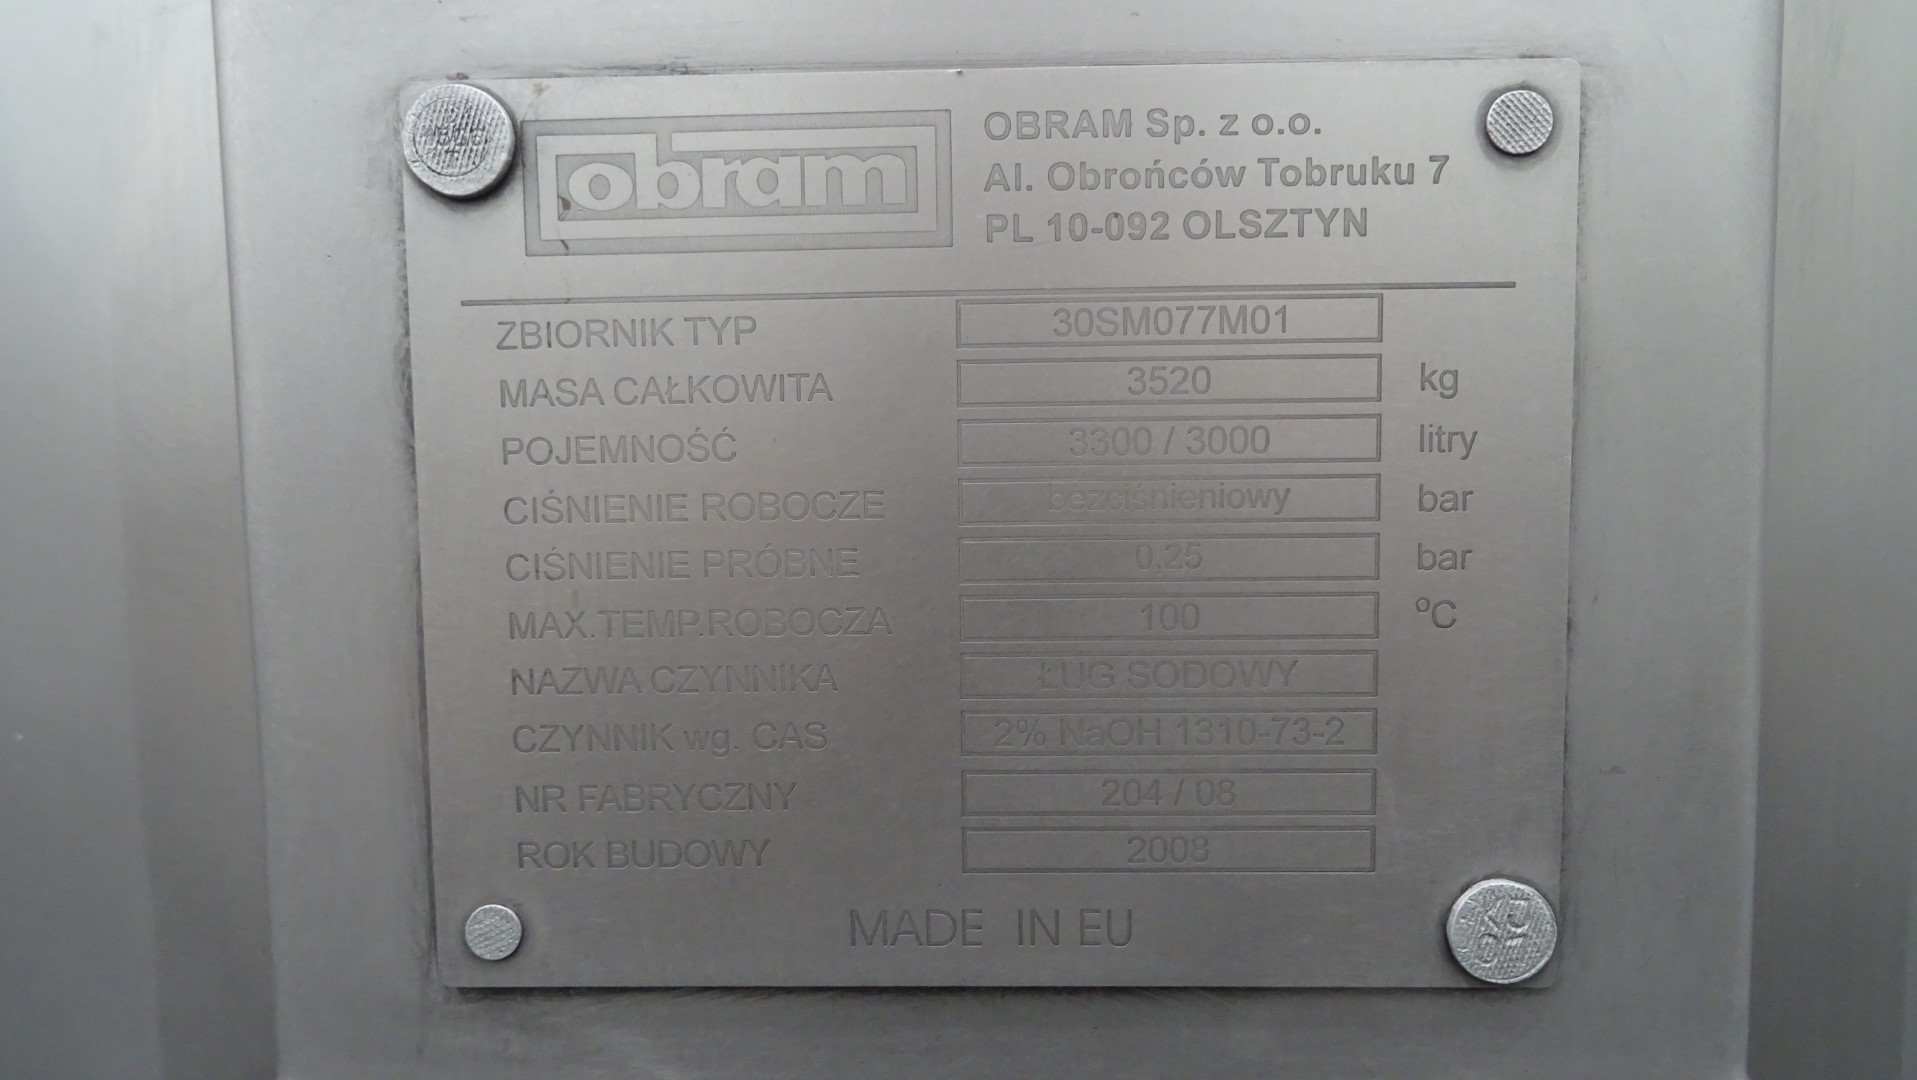 obram
OBRAM Sp. z o.o.
Al. Obrońców Tobruku 7
PL 10-092 OLSZTYN
ZBIORNIK TYP 30SM077M01
MASA CAŁKOWITA 3520 kg
POJEMNOŚĆ 3300 / 3000 litry
CIŚNIENIE ROBOCZE bezciśnieniowy bar
CIŚNIENIE PRÓBNE 0,25 bar
MAX.TEMP.ROBOCZA 100 ºC
NAZWA CZYNNIKA ŁUG SODOWY
CZYNNIK wg. CAS 2% NaOH 1310-73-2
NR FABRYCZNY 204 / 08
ROK BUDOWY 2008
MADE IN EU